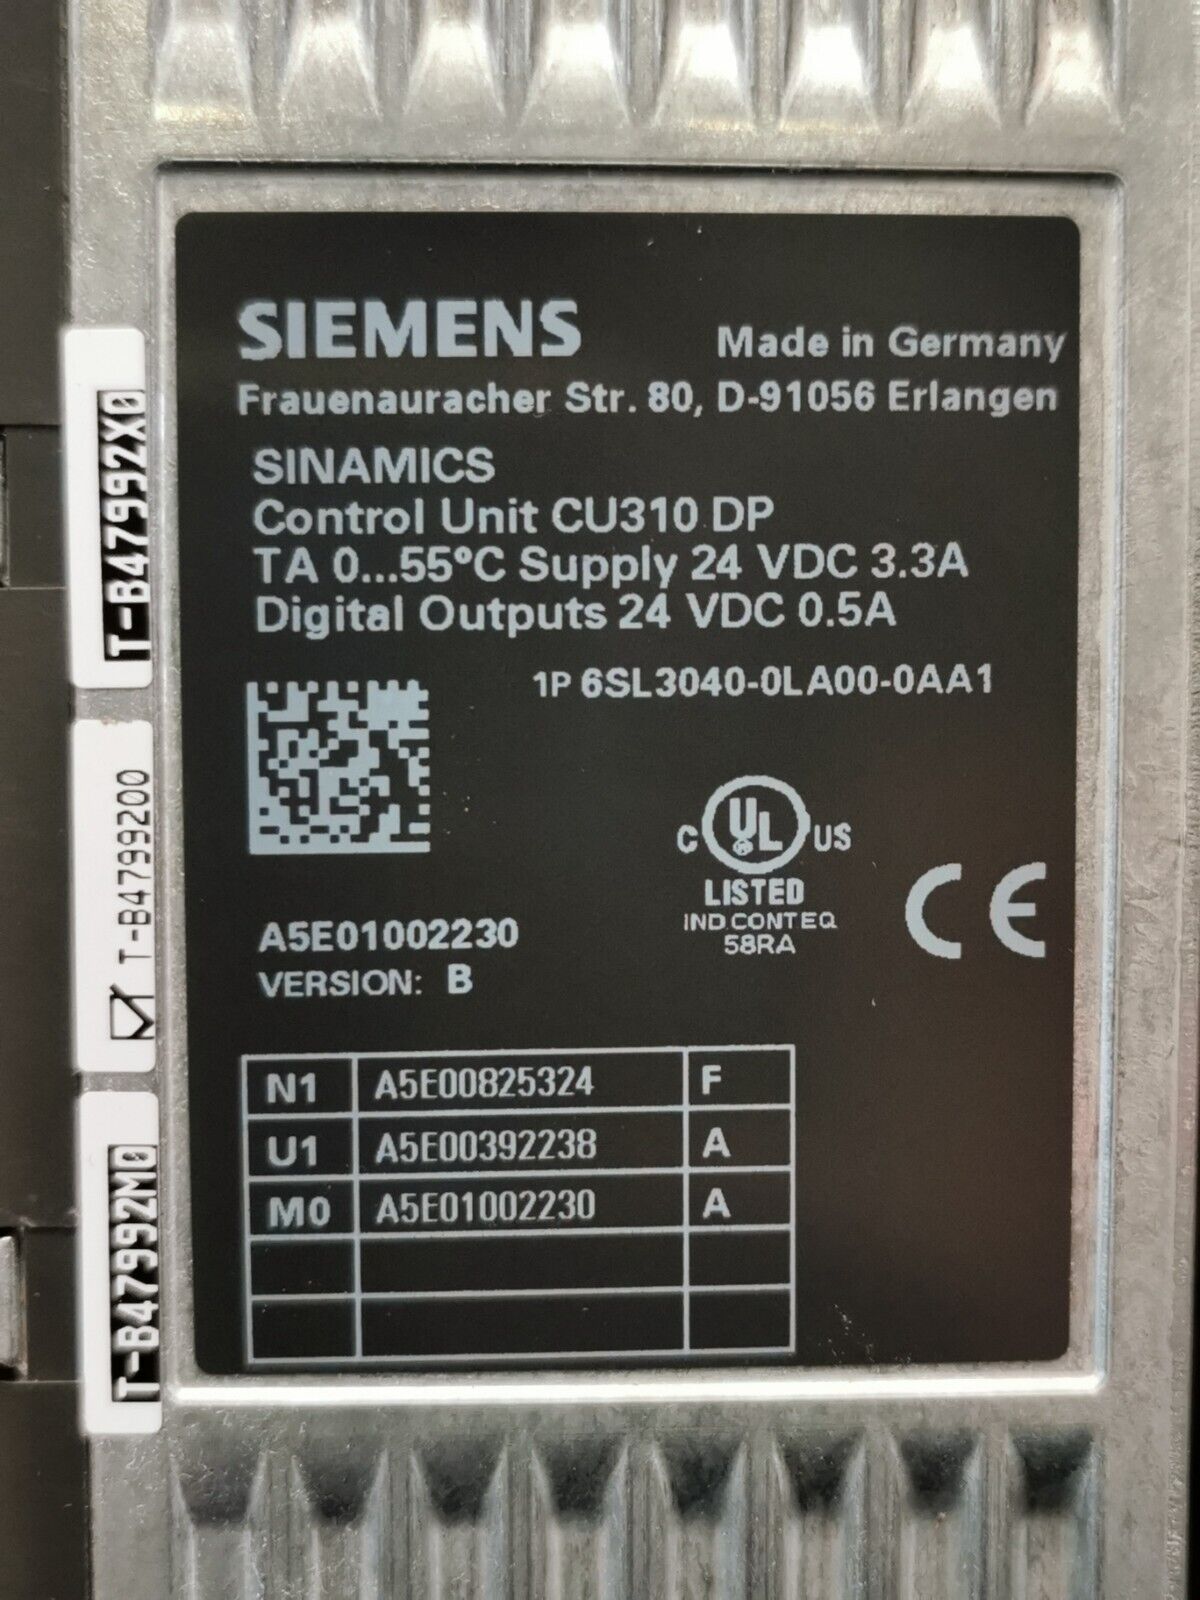 SIEMENS
Made in Germany
Frauenauracher Str. 80, D-91056 Erlangen
SINAMICS
Control Unit CU310 DP
TA 0...55°C Supply 24 VDC 3.3A
Digital Outputs 24 VDC 0.5A
1P 6SL3040-0LA00-0AA1
C UL US
LISTED
IND.CONT.EQ.
58RA
CE
A5E01002230
VERSION: B
N1 A5E00825324 F
U1 A5E00392238 A
M0 A5E01002230 A
T-B47992X0
T-B4799200
T-B47992M0